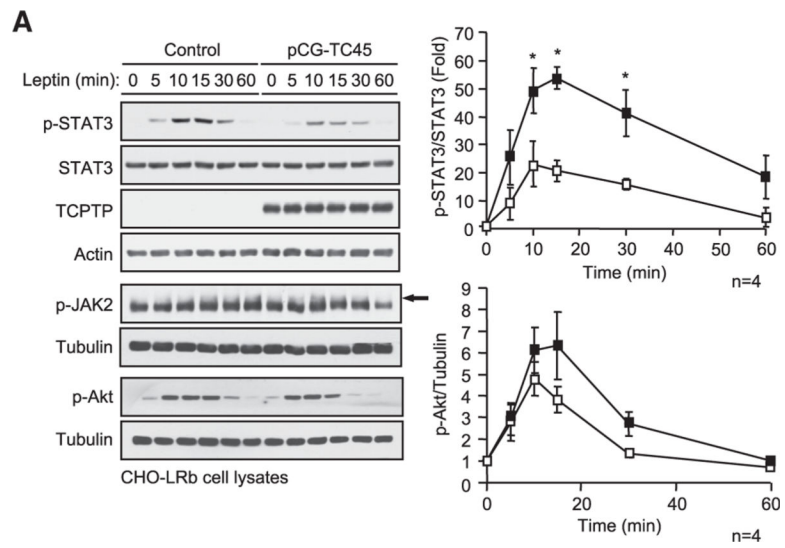 A
Control pCG-TC45
Leptin (min): 0 5 10 15 30 60 0 5 10 15 30 60
p-STAT3
STAT3
TCPTP
Actin
p-JAK2
Tubulin
p-Akt
Tubulin
CHO-LRb cell lysates
p-STAT3/STAT3 (Fold)
70
60
50
40
30
20
10
0
* * *
0 10 20 30 40 50 60
Time (min)
n=4
p-Akt/Tubulin
9
8
7
6
5
4
3
2
1
0
0 20 40 60
Time (min)
n=4